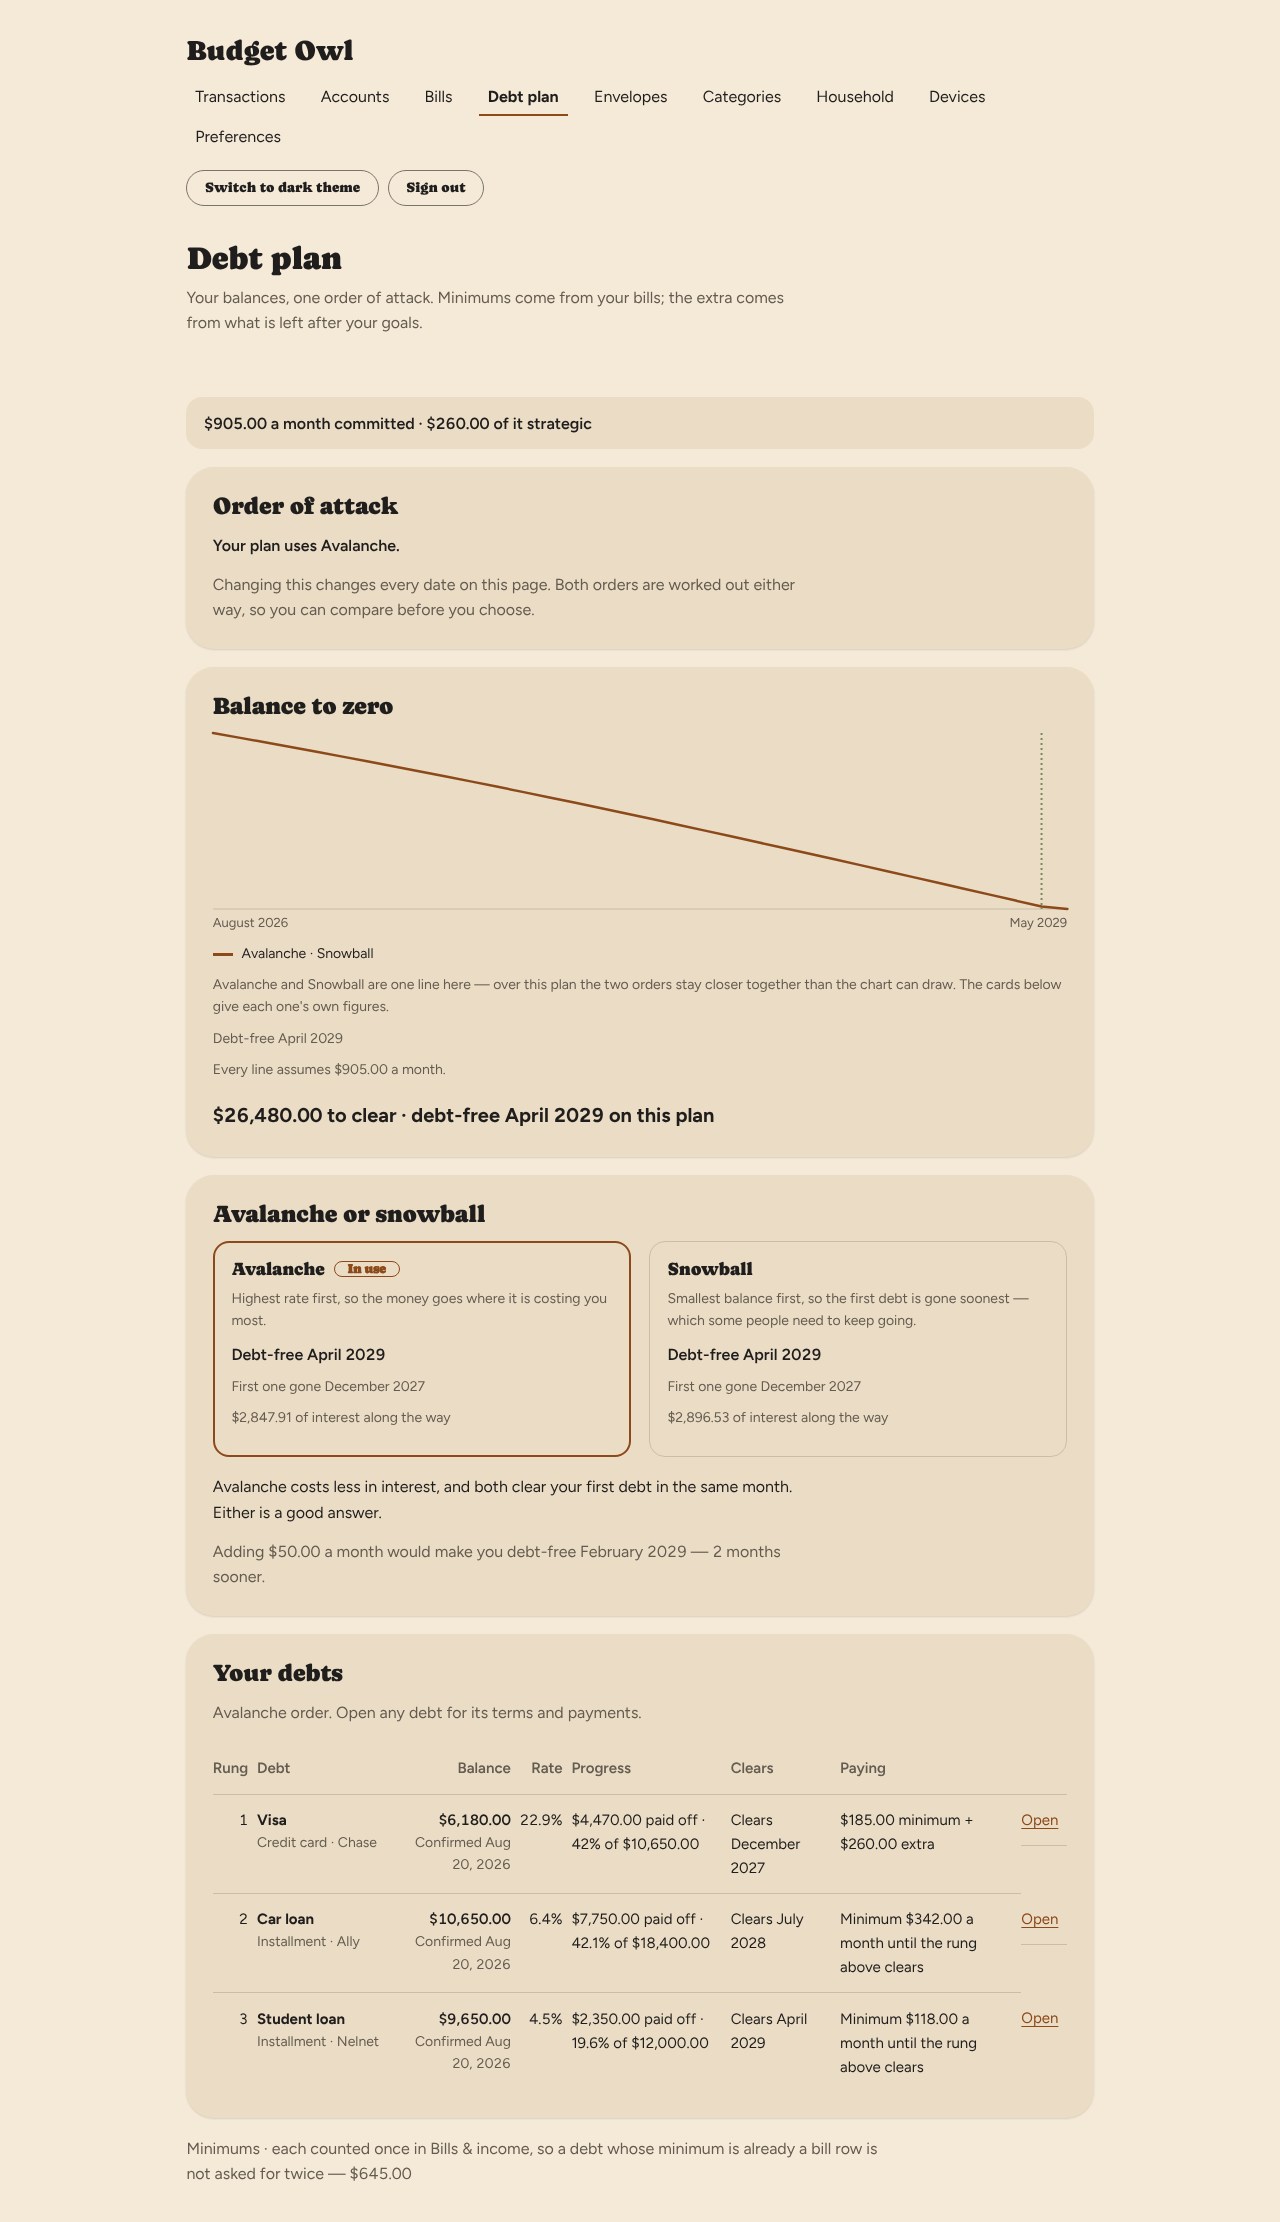 Budget Owl
Transactions Accounts Bills Debt plan Envelopes Categories Household Devices
Preferences
Switch to dark theme Sign out
Debt plan
Your balances, one order of attack. Minimums come from your bills; the extra comes
from what is left after your goals.
$905.00 a month committed · $260.00 of it strategic
Order of attack
Your plan uses Avalanche.
Changing this changes every date on this page. Both orders are worked out either
way, so you can compare before you choose.
Balance to zero
August 2026 May 2029
Avalanche · Snowball
Avalanche and Snowball are one line here — over this plan the two orders stay closer together than the chart can draw. The cards below
give each one's own figures.
Debt-free April 2029
Every line assumes $905.00 a month.
$26,480.00 to clear · debt-free April 2029 on this plan
Avalanche or snowball
Avalanche In use
Highest rate first, so the money goes where it is costing you
most.
Debt-free April 2029
First one gone December 2027
$2,847.91 of interest along the way
Snowball
Smallest balance first, so the first debt is gone soonest —
which some people need to keep going.
Debt-free April 2029
First one gone December 2027
$2,896.53 of interest along the way
Avalanche costs less in interest, and both clear your first debt in the same month.
Either is a good answer.
Adding $50.00 a month would make you debt-free February 2029 — 2 months
sooner.
Your debts
Avalanche order. Open any debt for its terms and payments.
Rung Debt Balance Rate Progress Clears Paying
1 Visa $6,180.00 22.9% $4,470.00 paid off · Clears $185.00 minimum + Open
Credit card · Chase Confirmed Aug 42% of $10,650.00 December $260.00 extra
20, 2026 2027
2 Car loan $10,650.00 6.4% $7,750.00 paid off · Clears July Minimum $342.00 a Open
Installment · Ally Confirmed Aug 42.1% of $18,400.00 2028 month until the rung
20, 2026 above clears
3 Student loan $9,650.00 4.5% $2,350.00 paid off · Clears April Minimum $118.00 a Open
Installment · Nelnet Confirmed Aug 19.6% of $12,000.00 2029 month until the rung
20, 2026 above clears
Minimums · each counted once in Bills & income, so a debt whose minimum is already a bill row is
not asked for twice — $645.00